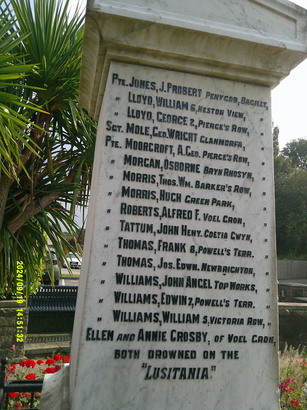 PTE. JONES, J. PROBERT PENYGRO, BAGILLT,
" LLOYD, WILLIAM 6, HESTON VIEW,
" LLOYD, GEORGE 2, PIERCE'S ROW,
SGT. MOLE, GEO. WRIGHT GLANMORFA,
PTE. MOORCROFT, A. GEO. PIERCE'S ROW,
" MORGAN, OSBORNE BRYN RHOSYN,
" MORRIS, THOS. WM. BARKER'S ROW,
" MORRIS, HUGH GREEN PARK,
" ROBERTS, ALFRED E. VOEL GRON,
" TATTUM, JOHN HENY. COETIA GWYN,
" THOMAS, FRANK 8, POWELL'S TERR.
" THOMAS, JOS. EDWN. NEWBRIGHTON,
" WILLIAMS, JOHN ANGEL TOP WORKS,
" WILLIAMS, EDWIN 2, POWELL'S TERR.
" WILLIAMS, WILLIAM 5, VICTORIA ROW,
ELLEN AND ANNIE CROSBY, OF VOEL GRON,
BOTH DROWNED ON THE
"LUSITANIA."
2024/09/19 14:51:52